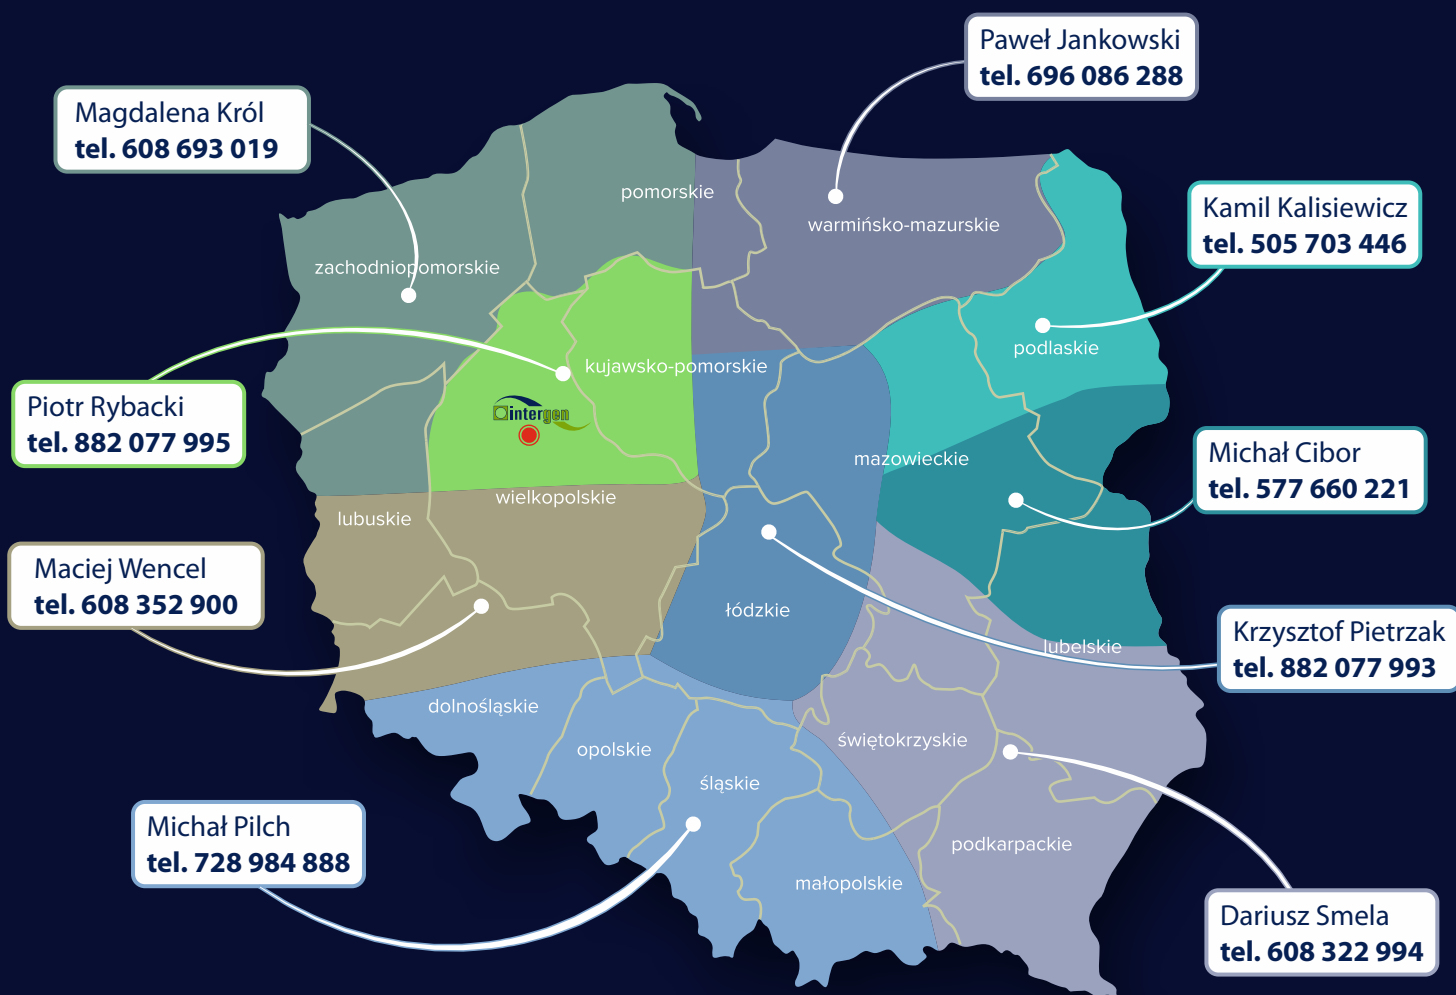 Paweł Jankowski
tel. 696 086 288
Magdalena Król
tel. 608 693 019
pomorskie
warmińsko-mazurskie
Kamil Kalisiewicz
tel. 505 703 446
zachodniopomorskie
podlaskie
kujawsko-pomorskie
Piotr Rybacki
tel. 882 077 995
intergen
mazowieckie
Michał Cibor
tel. 577 660 221
wielkopolskie
lubuskie
Maciej Wencel
tel. 608 352 900
łódzkie
lubelskie
Krzysztof Pietrzak
tel. 882 077 993
dolnośląskie
opolskie
świętokrzyskie
śląskie
Michał Pilch
tel. 728 984 888
podkarpackie
małopolskie
Dariusz Smela
tel. 608 322 994